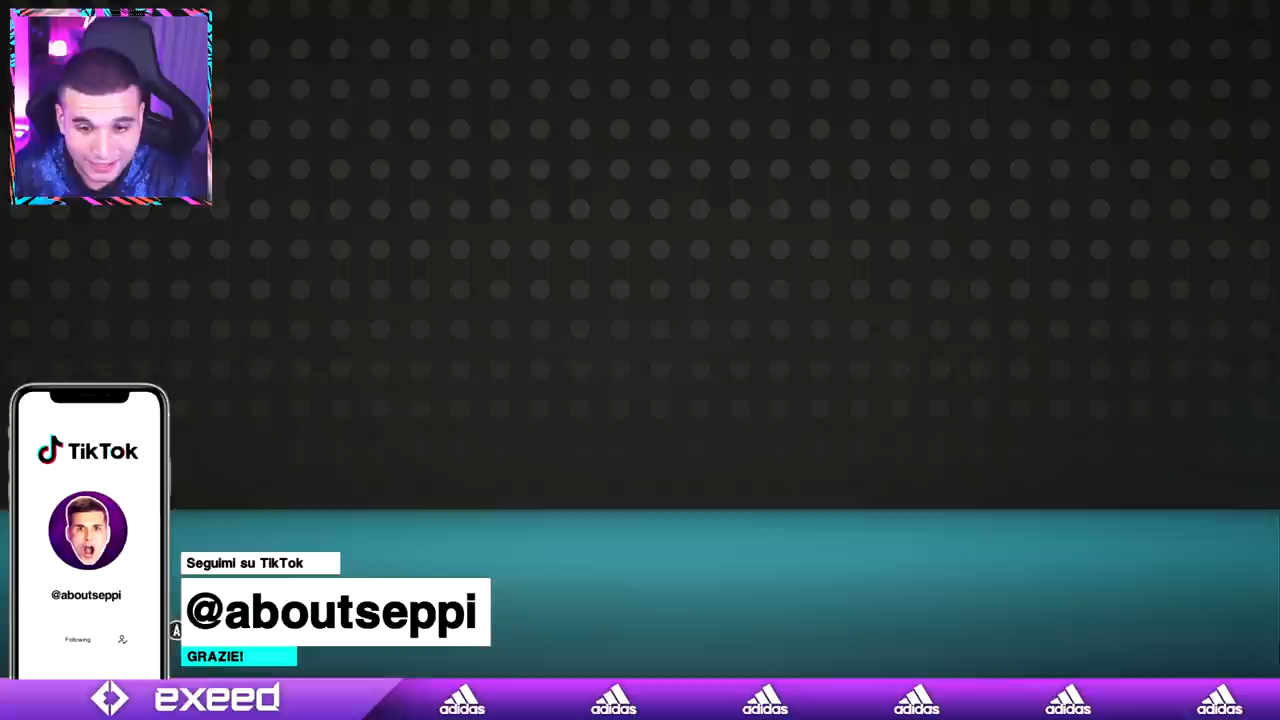 TikTok
@aboutseppi
Following
Seguimi su TikTok
@aboutseppi
A
GRAZIE!
exeed
adidas adidas adidas adidas adidas adidas